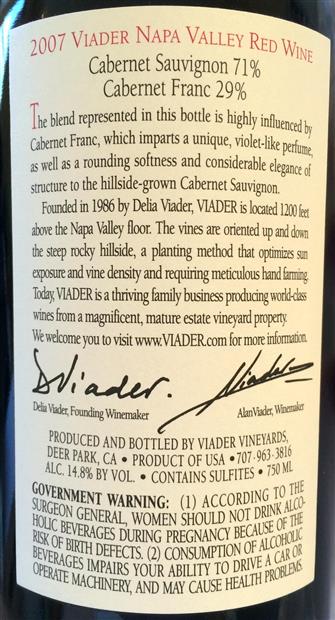 2007 VIADER NAPA VALLEY RED WINE
Cabernet Sauvignon 71%
Cabernet Franc 29%
The blend represented in this bottle is highly influenced by
Cabernet Franc, which imparts a unique, violet-like perfume,
as well as a rounding softness and considerable elegance of
structure to the hillside-grown Cabernet Sauvignon.
Founded in 1986 by Delia Viader, VIADER is located 1200 feet
above the Napa Valley floor. The vines are oriented up and down
the steep rocky hillside, a planting method that optimizes sun
exposure and vine density and requiring meticulous hand farming.
Today, VIADER is a thriving family business producing world-class
wines from a magnificent, mature estate vineyard property.
We welcome you to visit www.VIADER.com for more information.
DViader. AViader
Delia Viader, Founding Winemaker AlanViader, Winemaker
PRODUCED AND BOTTLED BY VIADER VINEYARDS,
DEER PARK, CA • PRODUCT OF USA • 707-963-3816
ALC. 14.8% BY VOL. • CONTAINS SULFITES • 750 ML
GOVERNMENT WARNING: (1) ACCORDING TO THE
SURGEON GENERAL, WOMEN SHOULD NOT DRINK ALCO-
HOLIC BEVERAGES DURING PREGNANCY BECAUSE OF THE
RISK OF BIRTH DEFECTS. (2) CONSUMPTION OF ALCOHOLIC
BEVERAGES IMPAIRS YOUR ABILITY TO DRIVE A CAR OR
OPERATE MACHINERY, AND MAY CAUSE HEALTH PROBLEMS.